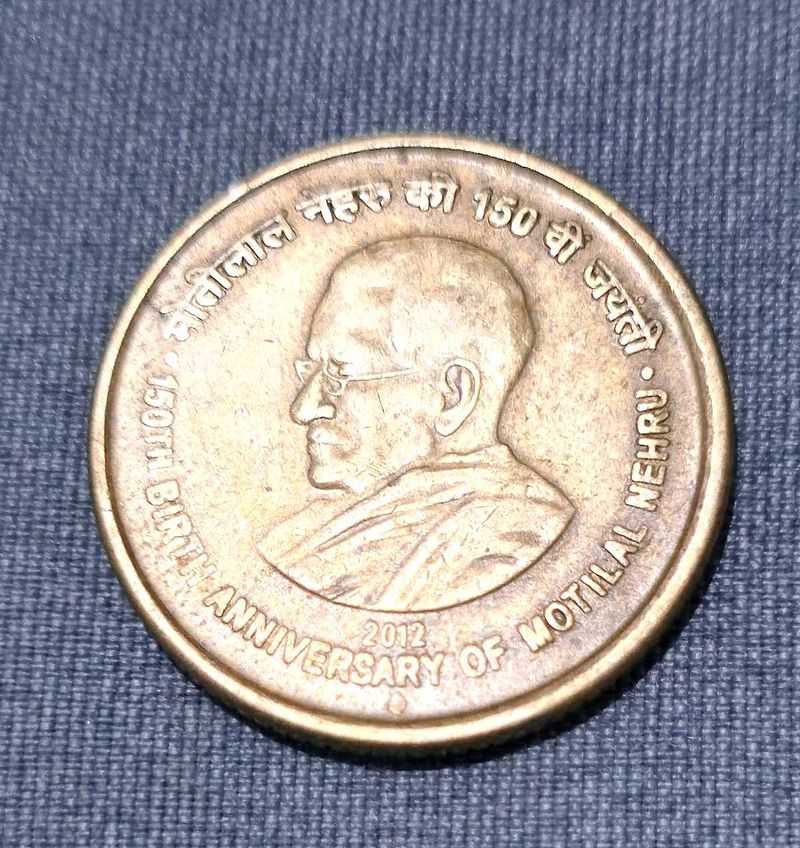 मोतीलाल नेहरु की 150 वीं जयंती
2012
150TH BIRTH ANNIVERSARY OF MOTILAL NEHRU